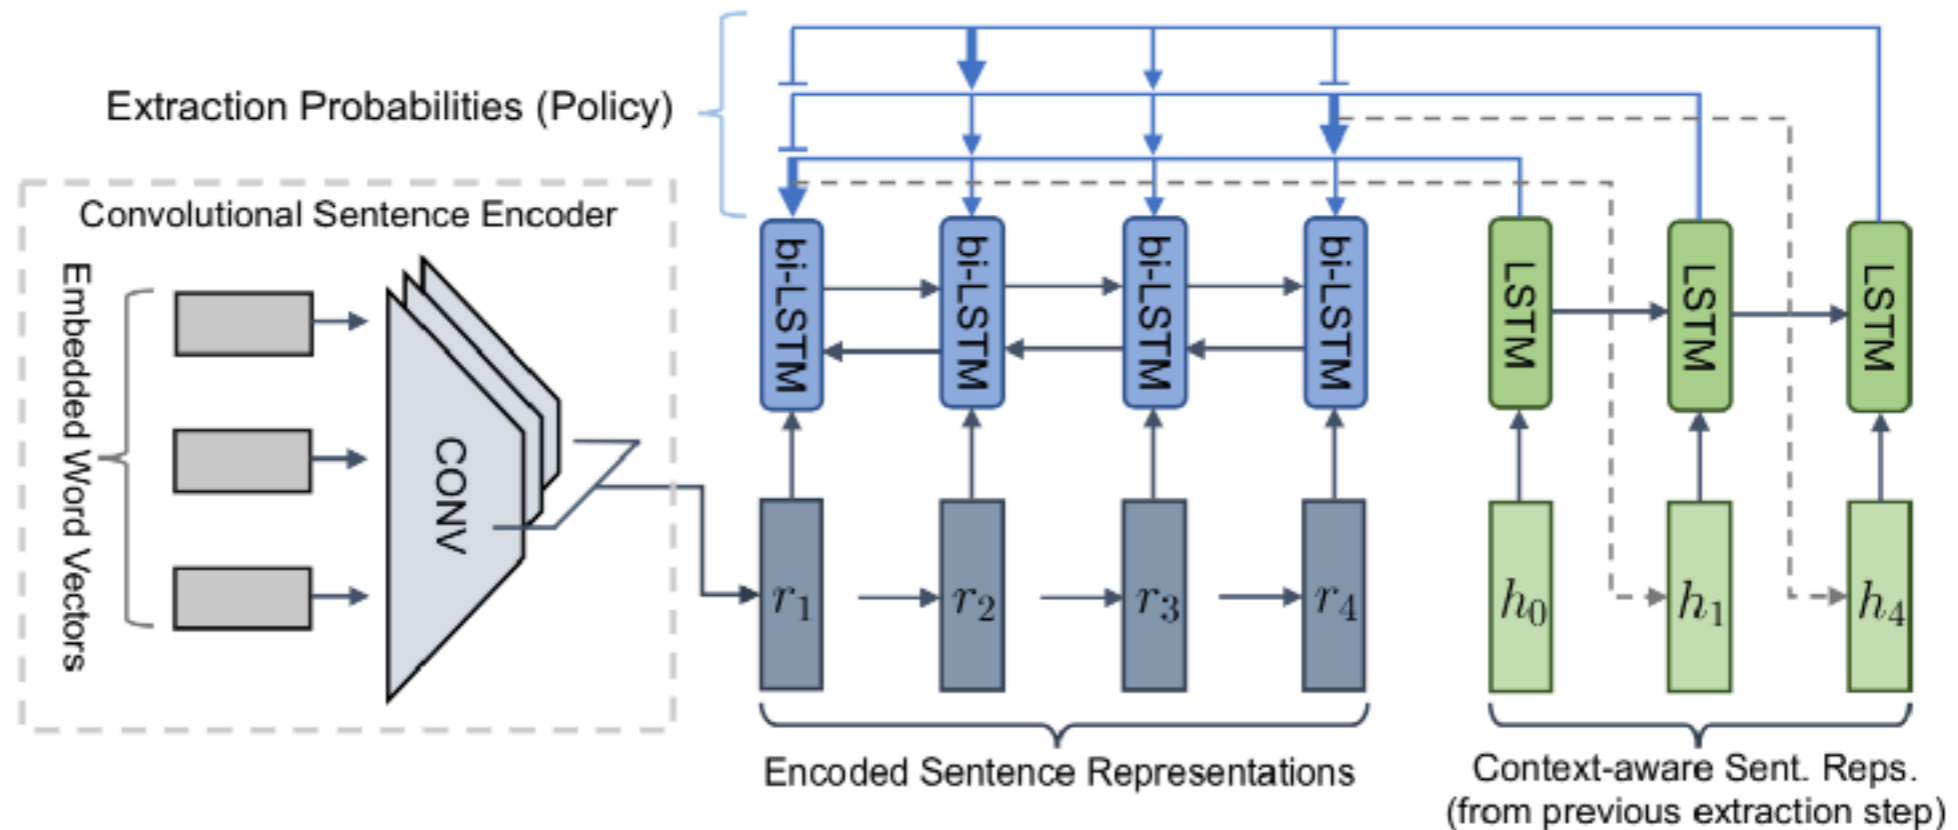 Extraction Probabilities (Policy)
Convolutional Sentence Encoder
Embedded Word Vectors
CONV
bi-LSTM
bi-LSTM
bi-LSTM
bi-LSTM
LSTM
LSTM
LSTM
r1
r2
r3
r4
h0
h1
h4
Encoded Sentence Representations
Context-aware Sent. Reps.
(from previous extraction step)